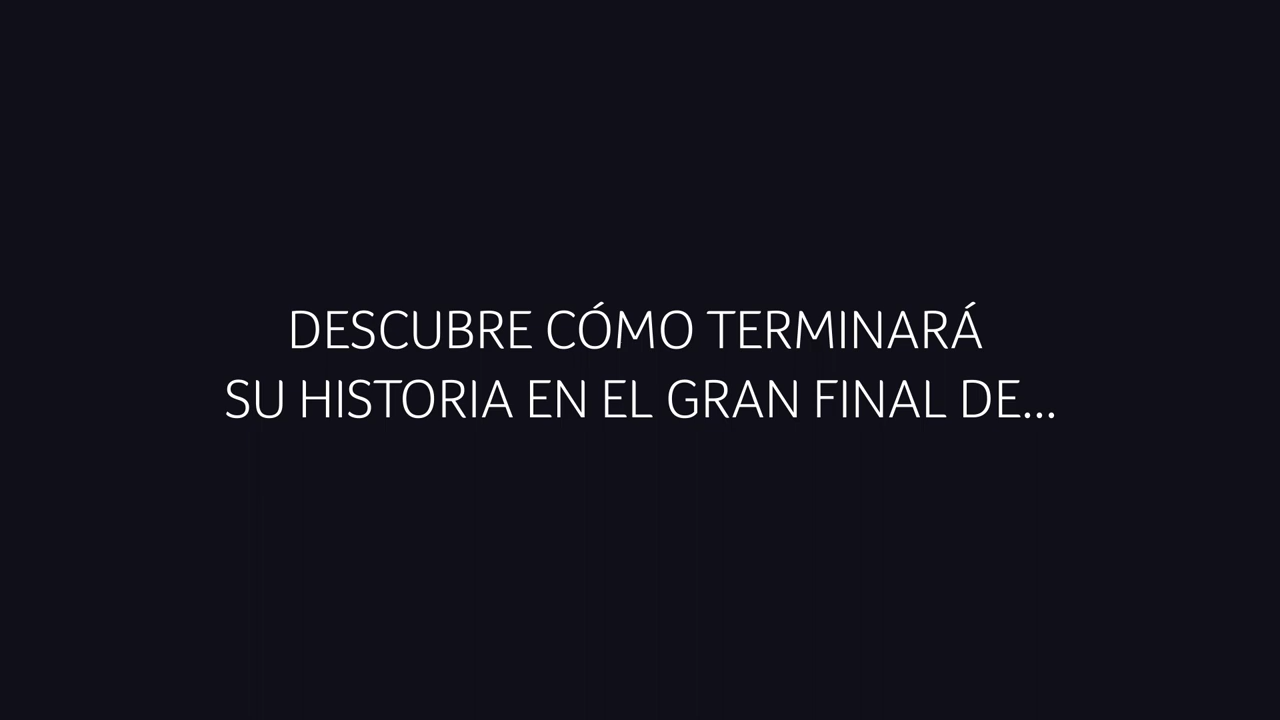 DESCUBRE CÓMO TERMINARÁ
SU HISTORIA EN EL GRAN FINAL DE...